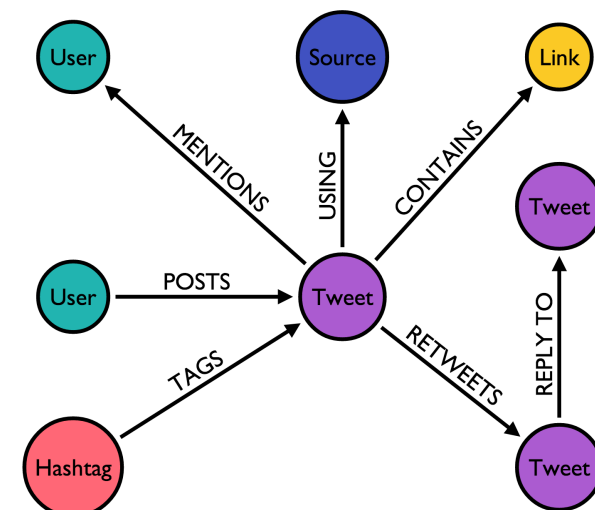 User
Source
Link
MENTIONS
USING
CONTAINS
Tweet
User
POSTS
Tweet
TAGS
RETWEETS
REPLY TO
Hashtag
Tweet